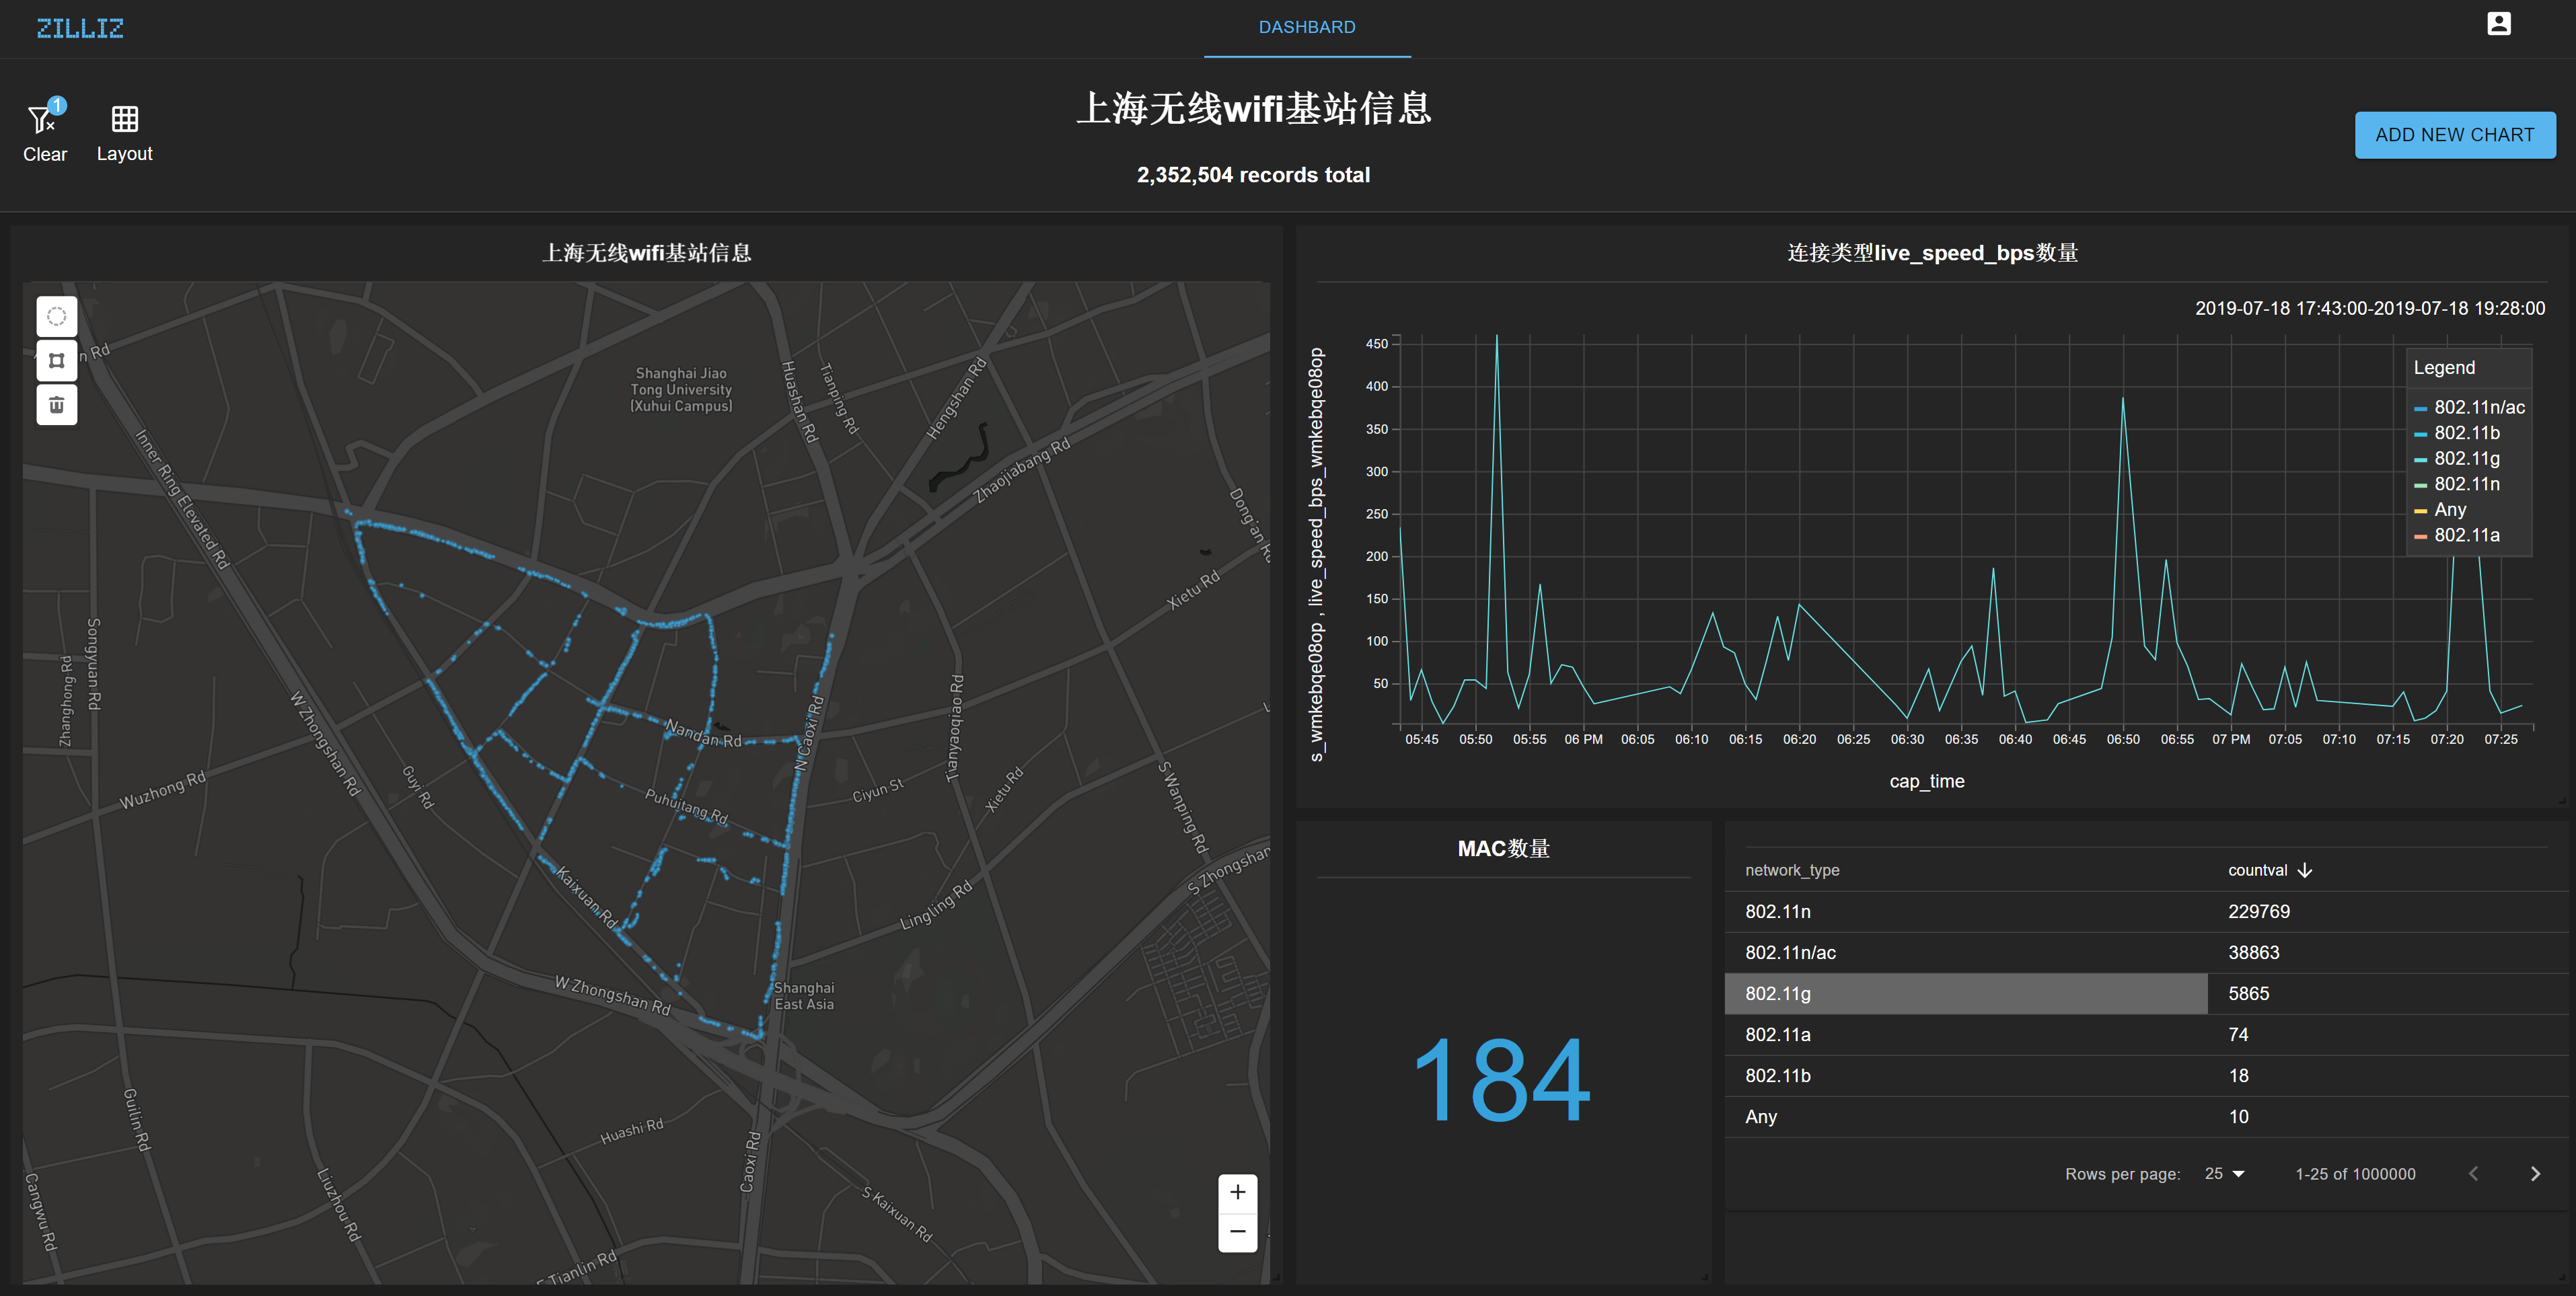 ZILLIZ
DASHBARD
1
Clear
Layout
上海无线wifi基站信息
2,352,504 records total
ADD NEW CHART
上海无线wifi基站信息
n Rd
Shanghai Jiao
Tong University
(Xuhui Campus)
Huashan Rd
Tianping Rd
Hengshan Rd
Zhaojiabang Rd
Inner Ring Elevated Rd
Dong'an Rd
Xietu Rd
Songyuan Rd
Zhanghong Rd
W Zhongshan Rd
Wuzhong Rd
Guyi Rd
Nandan Rd
N Caoxi Rd
Tianyaoqiao Rd
Ciyun St
Xietu Rd
S Wanping Rd
Puhuitang Rd
Kaixuan Rd
Lingling Rd
S Zhongshan
W Zhongshan Rd
Shanghai
East Asia
Guilin Rd
Huashi Rd
Caoxi Rd
Cangwu Rd
Liuzhou Rd
S Kaixuan Rd
E Tianlin Rd
+
−
连接类型live_speed_bps数量
2019-07-18 17:43:00-2019-07-18 19:28:00
s_wmkebqe08op , live_speed_bps_wmkebqe08op
450
400
350
300
250
200
150
100
50
Legend
802.11n/ac
802.11b
802.11g
802.11n
Any
802.11a
05:45 05:50 05:55 06 PM 06:05 06:10 06:15 06:20 06:25 06:30 06:35 06:40 06:45 06:50 06:55 07 PM 07:05 07:10 07:15 07:20 07:25
cap_time
MAC数量
184
network_type countval
802.11n 229769
802.11n/ac 38863
802.11g 5865
802.11a 74
802.11b 18
Any 10
Rows per page: 25 1-25 of 1000000